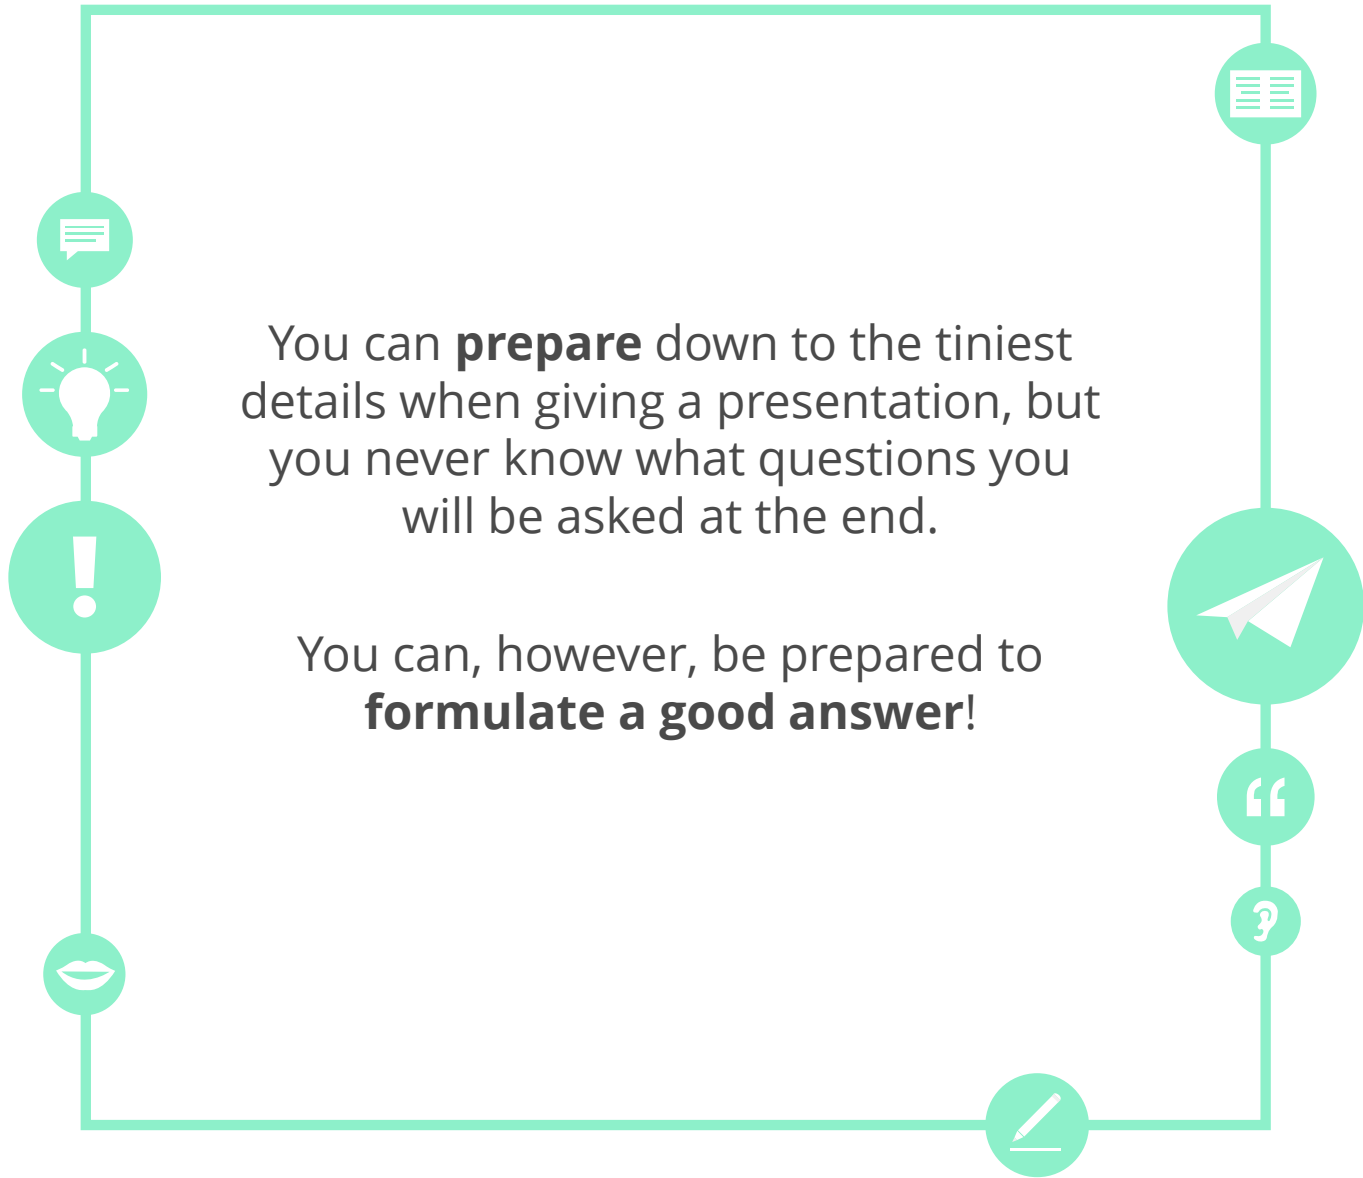 You can prepare down to the tiniest
details when giving a presentation, but
you never know what questions you
will be asked at the end.
You can, however, be prepared to
formulate a good answer!